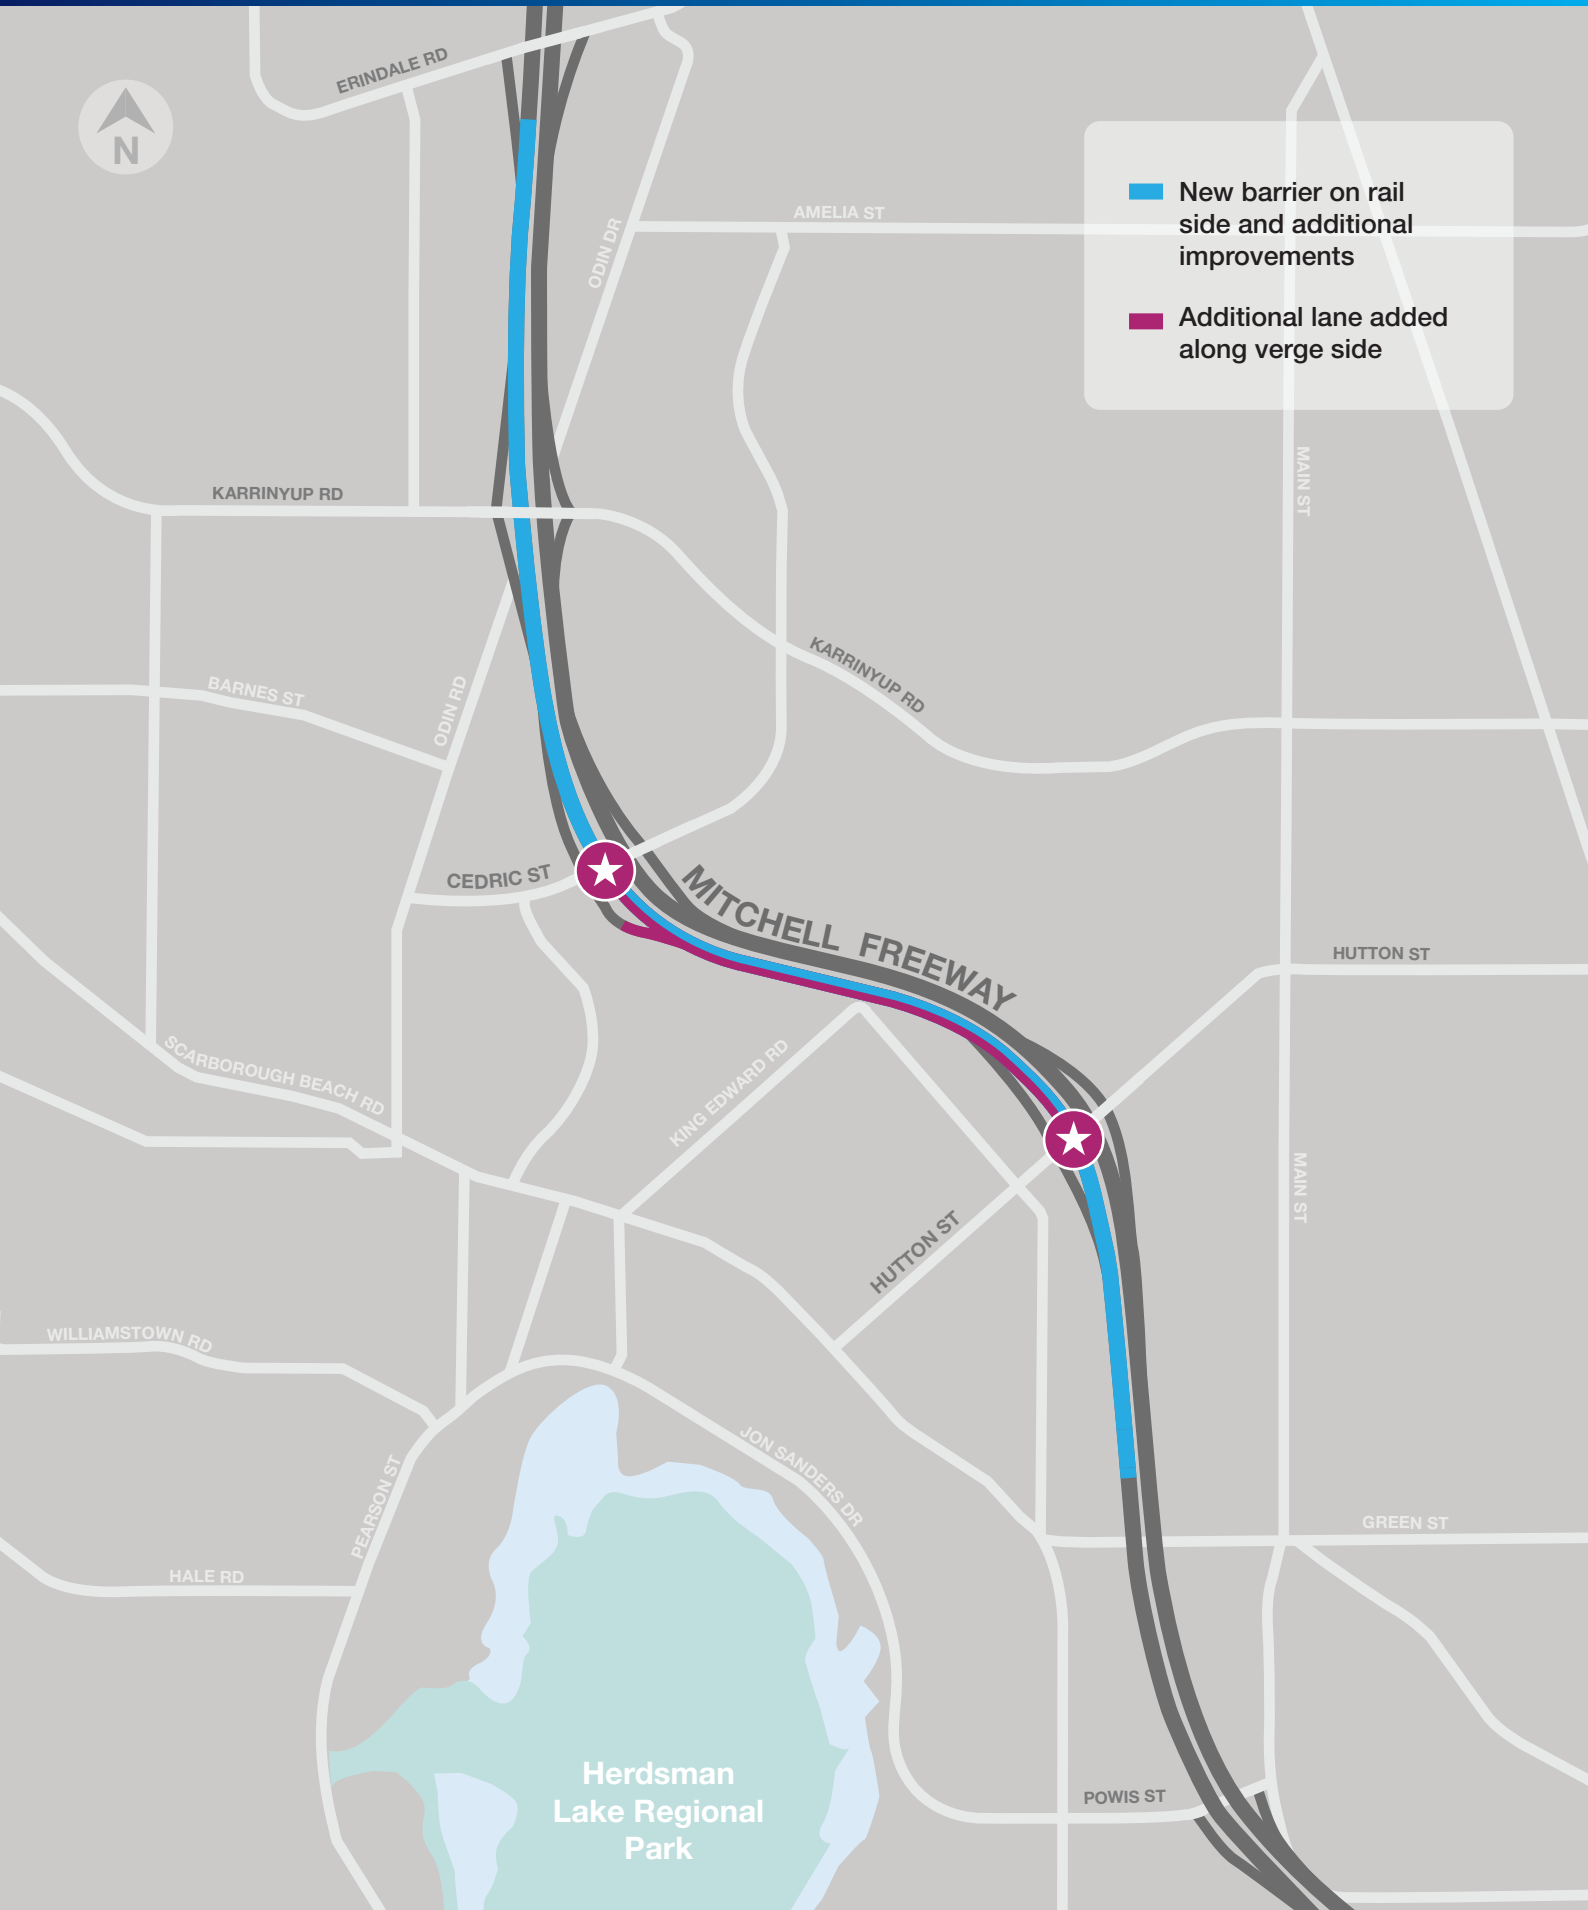 ERINDALE RD
N
New barrier on rail
side and additional
improvements
AMELIA ST
ODIN DR
Additional lane added
along verge side
MAIN ST
KARRINYUP RD
KARRINYUP RD
BARNES ST
ODIN RD
CEDRIC ST
MITCHELL FREEWAY
HUTTON ST
SCARBOROUGH BEACH RD
KING EDWARD RD
MAIN ST
HUTTON ST
WILLIAMSTOWN RD
JON SANDERS DR
PEARSON ST
GREEN ST
HALE RD
Herdsman
Lake Regional
Park
POWIS ST